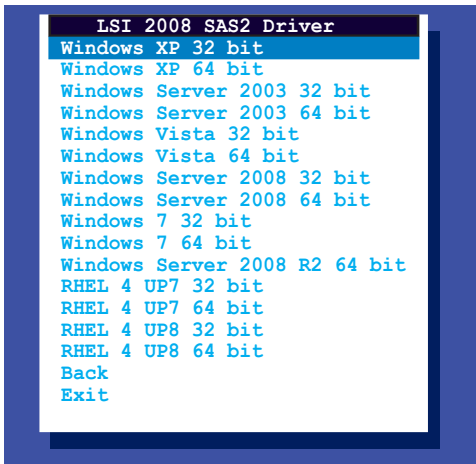 LSI 2008 SAS2 Driver
Windows XP 32 bit
Windows XP 64 bit
Windows Server 2003 32 bit
Windows Server 2003 64 bit
Windows Vista 32 bit
Windows Vista 64 bit
Windows Server 2008 32 bit
Windows Server 2008 64 bit
Windows 7 32 bit
Windows 7 64 bit
Windows Server 2008 R2 64 bit
RHEL 4 UP7 32 bit
RHEL 4 UP7 64 bit
RHEL 4 UP8 32 bit
RHEL 4 UP8 64 bit
Back
Exit